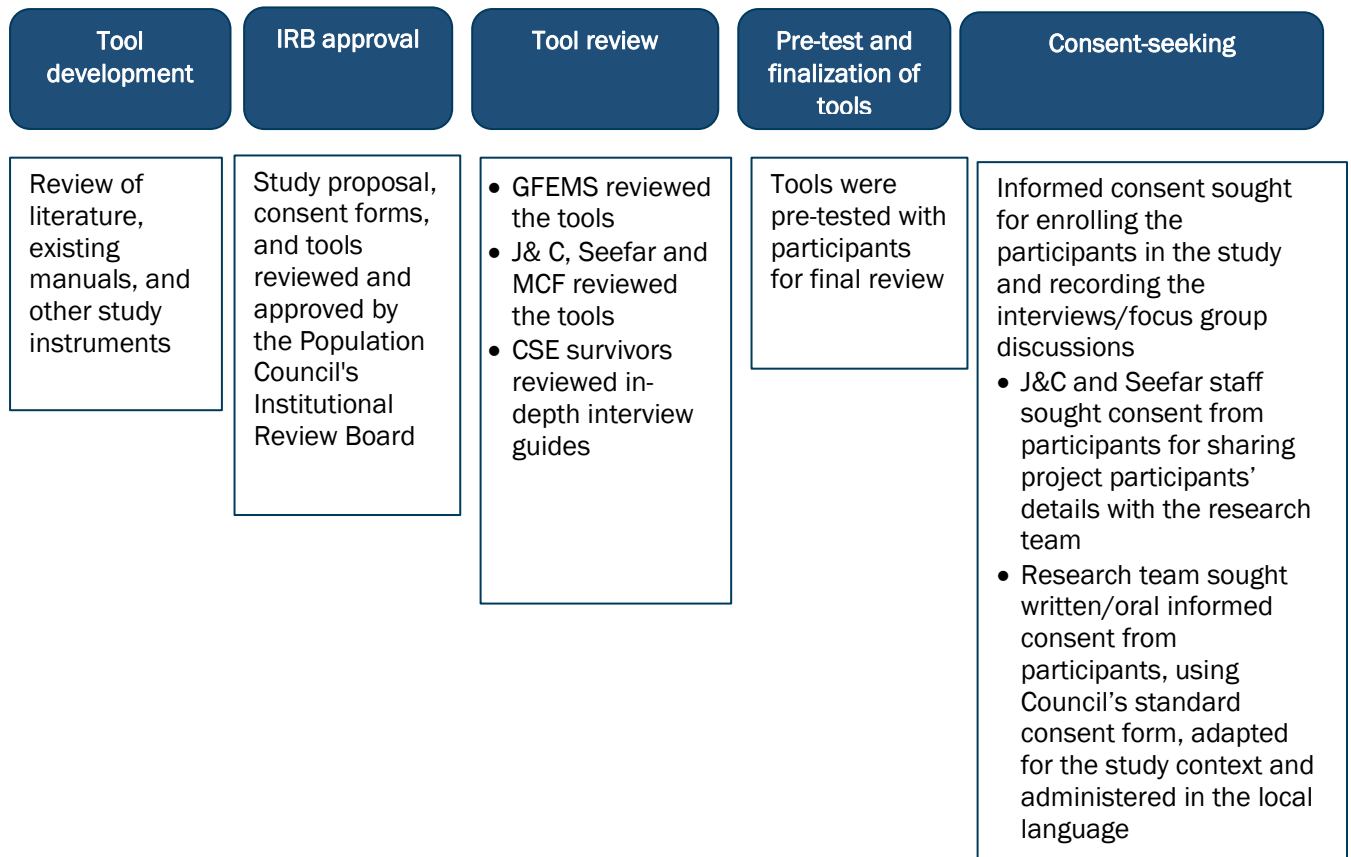 Tool
development
IRB approval
Tool review
Pre-test and
finalization of
tools
Consent-seeking
Review of
literature,
existing
manuals, and
other study
instruments
Study proposal,
consent forms,
and tools
reviewed and
approved by
the Population
Council's
Institutional
Review Board
• GFEMS reviewed
the tools
• J& C, Seefar and
MCF reviewed
the tools
• CSE survivors
reviewed in-
depth interview
guides
Tools were
pre-tested with
participants
for final review
Informed consent sought
for enrolling the
participants in the study
and recording the
interviews/focus group
discussions
• J&C and Seefar staff
sought consent from
participants for sharing
project participants’
details with the research
team
• Research team sought
written/oral informed
consent from
participants, using
Council’s standard
consent form, adapted
for the study context and
administered in the local
language